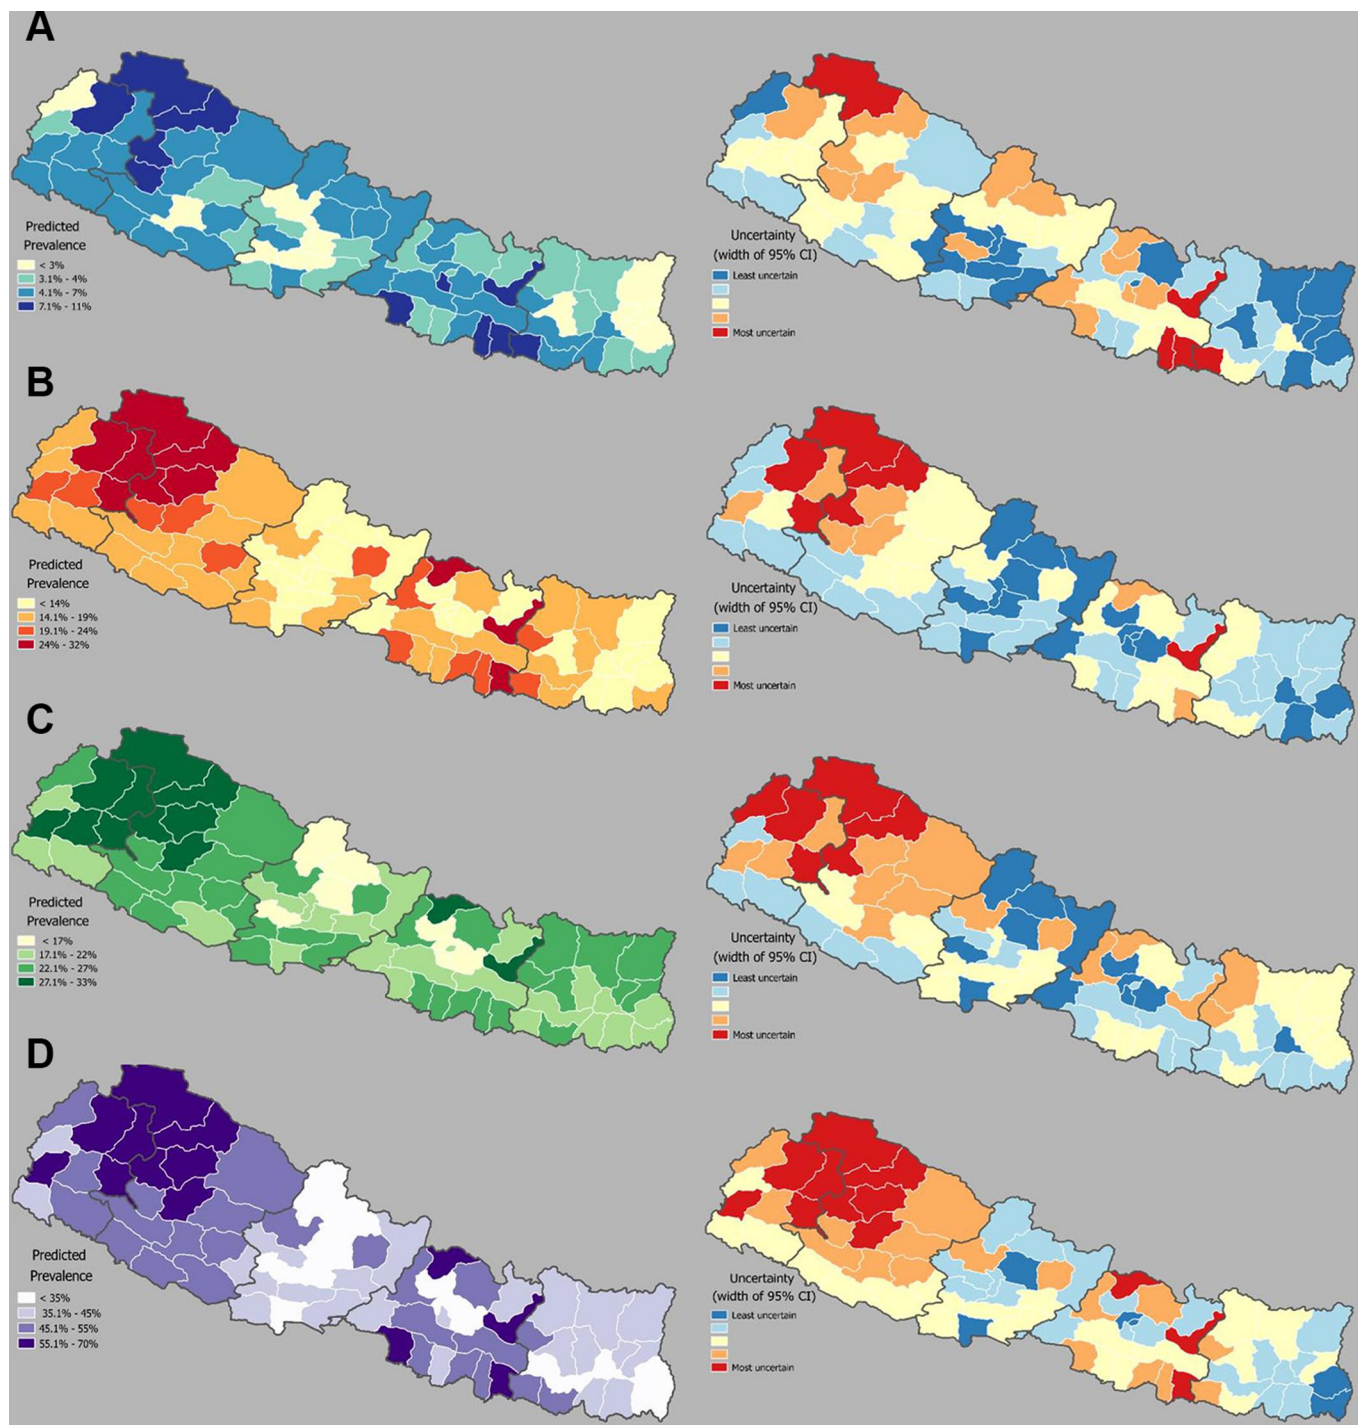 A
Predicted
Prevalence
< 3%
3.1% - 4%
4.1% - 7%
7.1% - 11%
Uncertainty
(width of 95% CI)
Least uncertain
Most uncertain
B
Predicted
Prevalence
< 14%
14.1% - 19%
19.1% - 24%
24% - 32%
Uncertainty
(width of 95% CI)
Least uncertain
Most uncertain
C
Predicted
Prevalence
< 17%
17.1% - 22%
22.1% - 27%
27.1% - 33%
Uncertainty
(width of 95% CI)
Least uncertain
Most uncertain
D
Predicted
Prevalence
< 35%
35.1% - 45%
45.1% - 55%
55.1% - 70%
Uncertainty
(width of 95% CI)
Least uncertain
Most uncertain